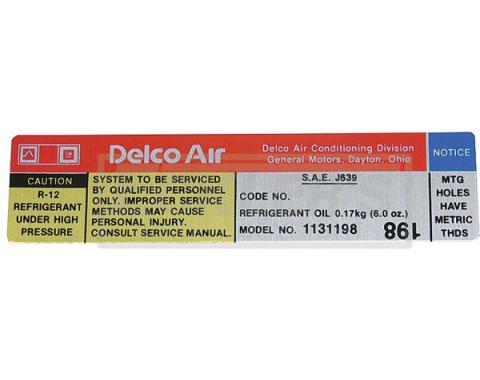 Delco Air
Delco Air Conditioning Division
General Motors, Dayton, Ohio
NOTICE
CAUTION
R-12
REFRIGERANT
UNDER HIGH
PRESSURE
SYSTEM TO BE SERVICED
BY QUALIFIED PERSONNEL
ONLY. IMPROPER SERVICE
METHODS MAY CAUSE
PERSONAL INJURY.
CONSULT SERVICE MANUAL.
S.A.E. J639
CODE NO.
REFRIGERANT OIL 0.17kg (6.0 oz.)
MODEL NO. 1131198
198
MTG
HOLES
HAVE
METRIC
THDS